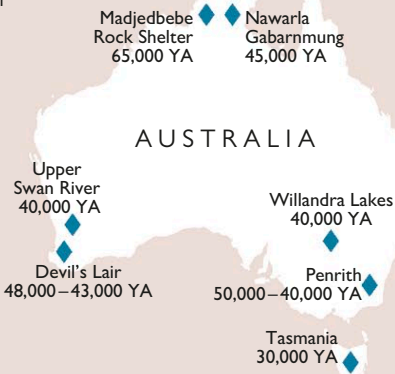 Madjedbebe
Rock Shelter
65,000 YA
Nawarla
Gabarnmung
45,000 YA
AUSTRALIA
Upper
Swan River
40,000 YA
Willandra Lakes
40,000 YA
Devil's Lair
48,000–43,000 YA
Penrith
50,000–40,000 YA
Tasmania
30,000 YA